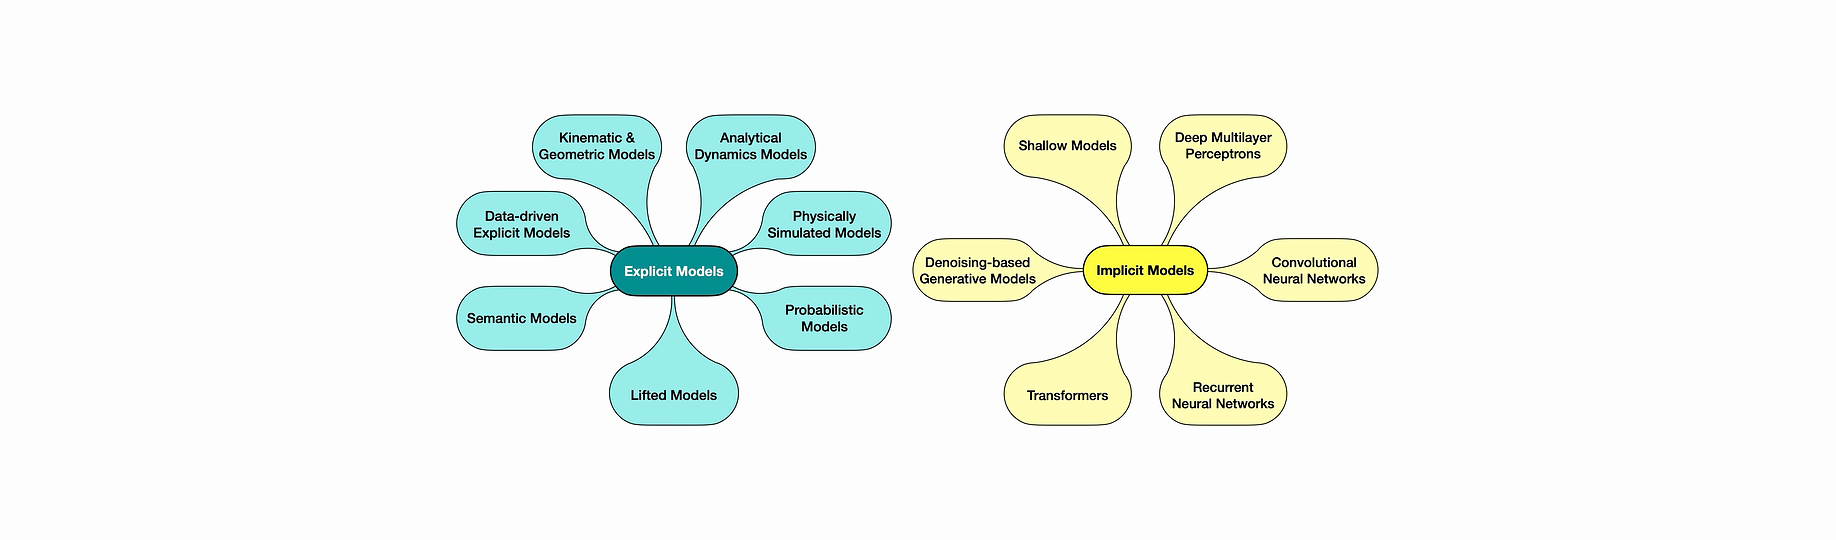 Kinematic &
Geometric Models
Analytical
Dynamics Models
Data-driven
Explicit Models
Physically
Simulated Models
Explicit Models
Semantic Models
Probabilistic
Models
Lifted Models
Shallow Models
Deep Multilayer
Perceptrons
Denoising-based
Generative Models
Implicit Models
Convolutional
Neural Networks
Transformers
Recurrent
Neural Networks